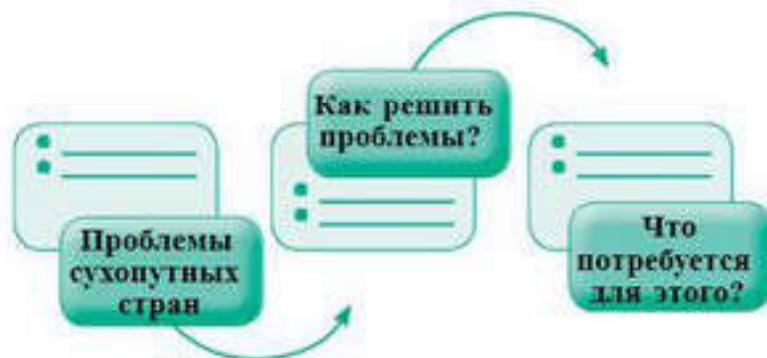 Проблемы
сухопутных
стран
Как решить
проблемы?
Что
потребуется
для этого?